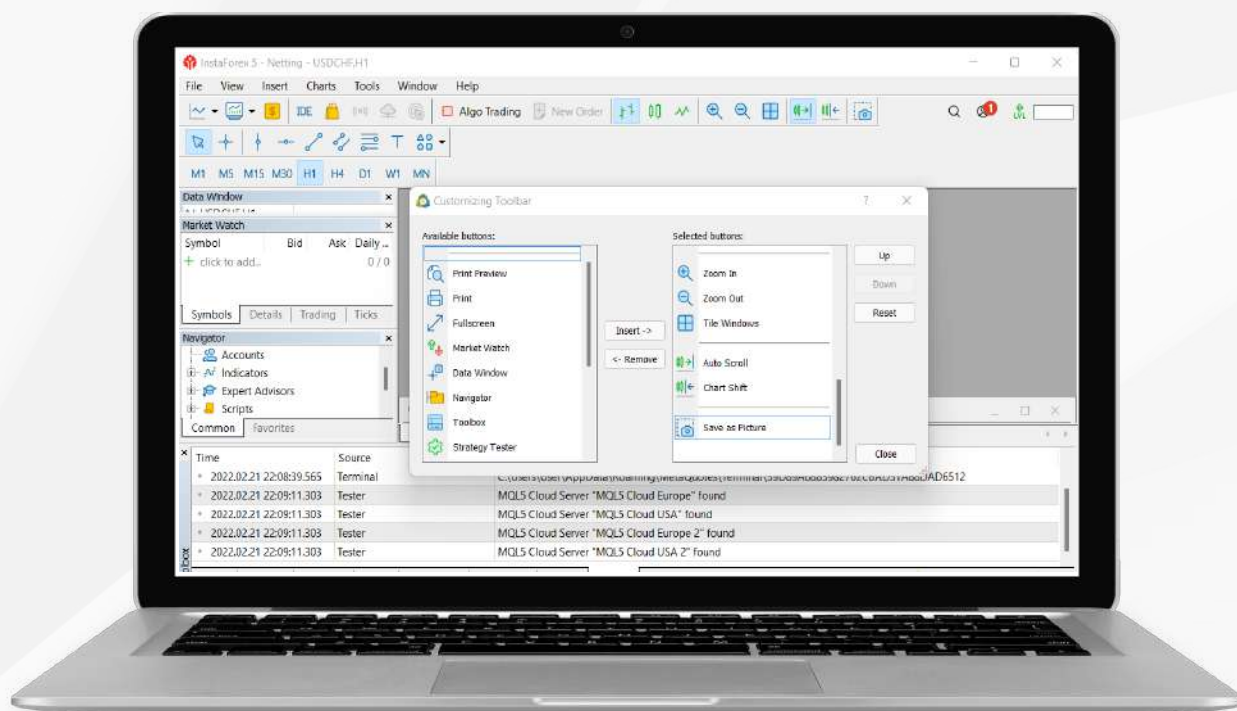 InstaForex 5 - Netting - USDCHF,H1
File View Insert Charts Tools Window Help
IDE Algo Trading New Order 1
M1 M5 M15 M30 H1 H4 D1 W1 MN
Data Window
Market Watch
Symbol Bid Ask Daily ...
click to add... 0 / 0
Symbols Details Trading Ticks
Navigator
Accounts
Indicators
Expert Advisors
Scripts
Common Favorites
Customizing Toolbar
Available buttons:
Print Preview
Print
Fullscreen
Market Watch
Data Window
Navigator
Toolbox
Strategy Tester
Insert ->
<- Remove
Selected buttons:
Zoom In
Zoom Out
Tile Windows
Auto Scroll
Chart Shift
Save as Picture
Up
Down
Reset
Close
Time Source
2022.02.21 22:08:39.565 Terminal
2022.02.21 22:09:11.303 Tester MQL5 Cloud Server "MQL5 Cloud Europe" found
2022.02.21 22:09:11.303 Tester MQL5 Cloud Server "MQL5 Cloud USA" found
2022.02.21 22:09:11.303 Tester MQL5 Cloud Server "MQL5 Cloud Europe 2" found
2022.02.21 22:09:11.303 Tester MQL5 Cloud Server "MQL5 Cloud USA 2" found